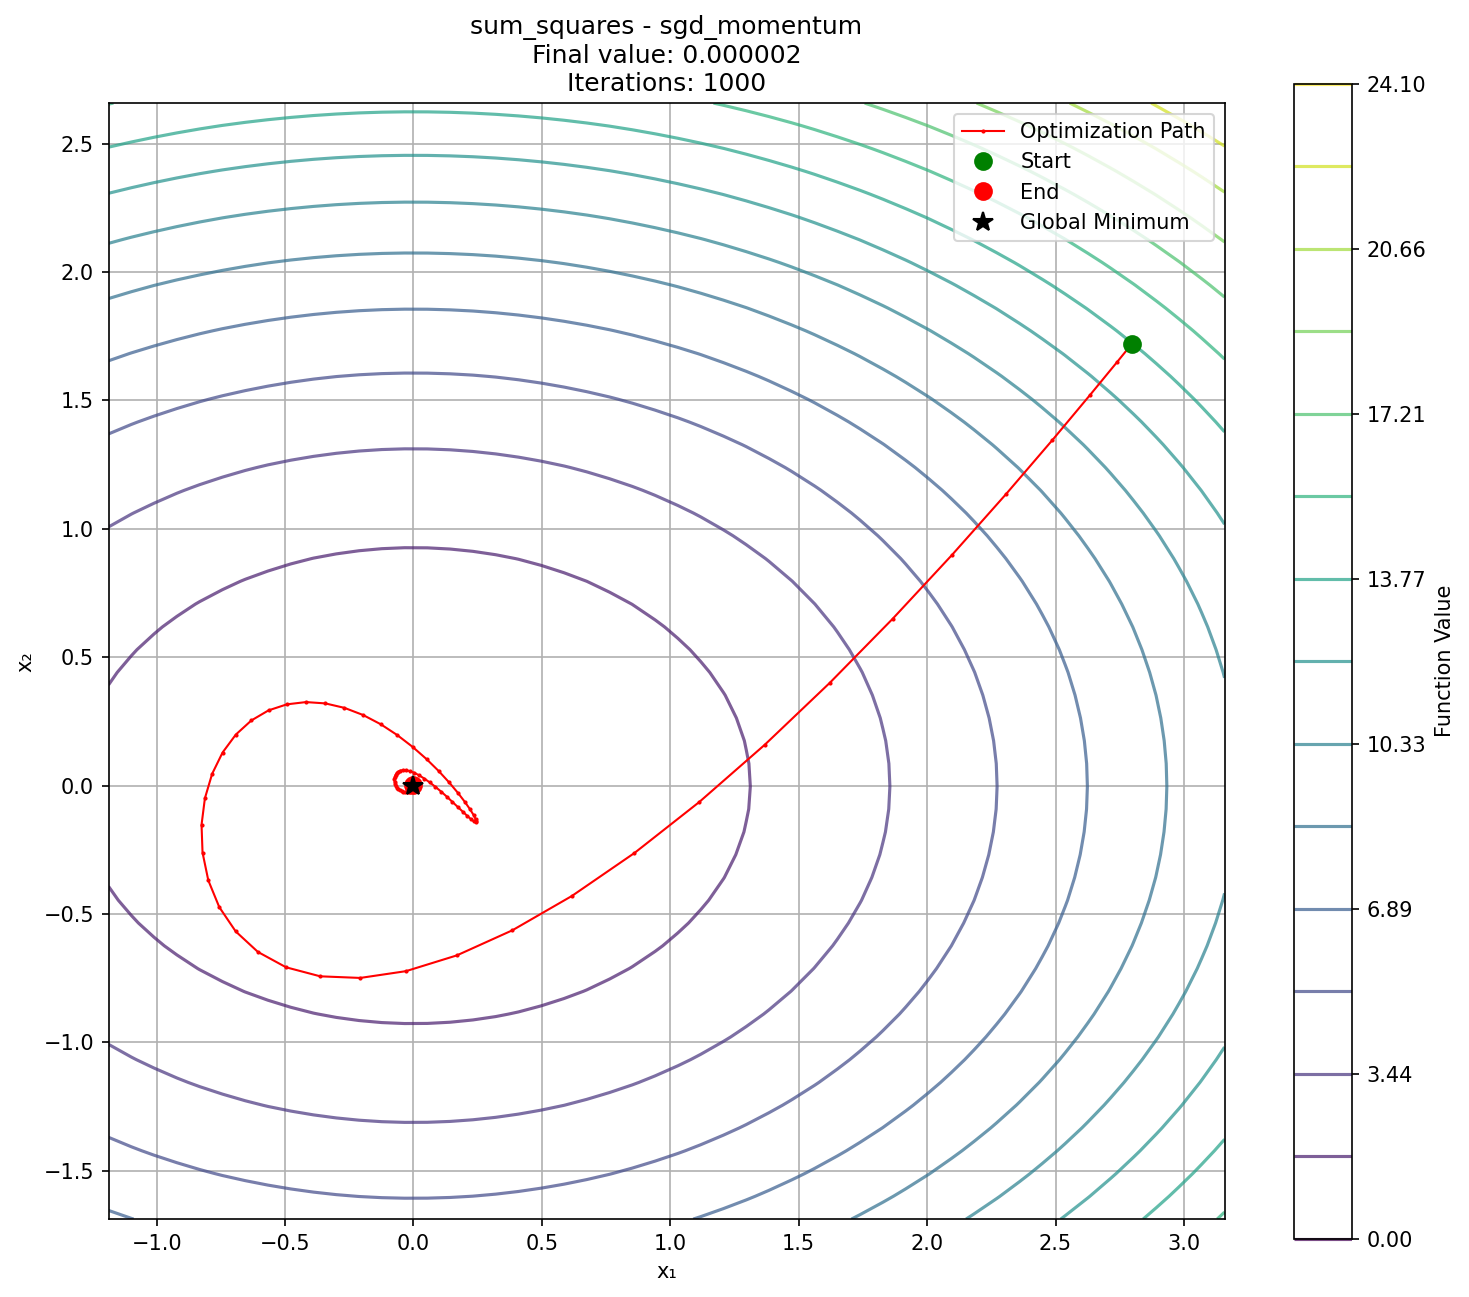 sum_squares - sgd_momentum
Final value: 0.000002
Iterations: 1000
Optimization Path
Start
End
Global Minimum
2.5
2.0
1.5
1.0
0.5
0.0
−0.5
−1.0
−1.5
x₂
−1.0
−0.5
0.0
0.5
1.0
1.5
2.0
2.5
3.0
x₁
24.10
20.66
17.21
13.77
10.33
6.89
3.44
0.00
Function Value